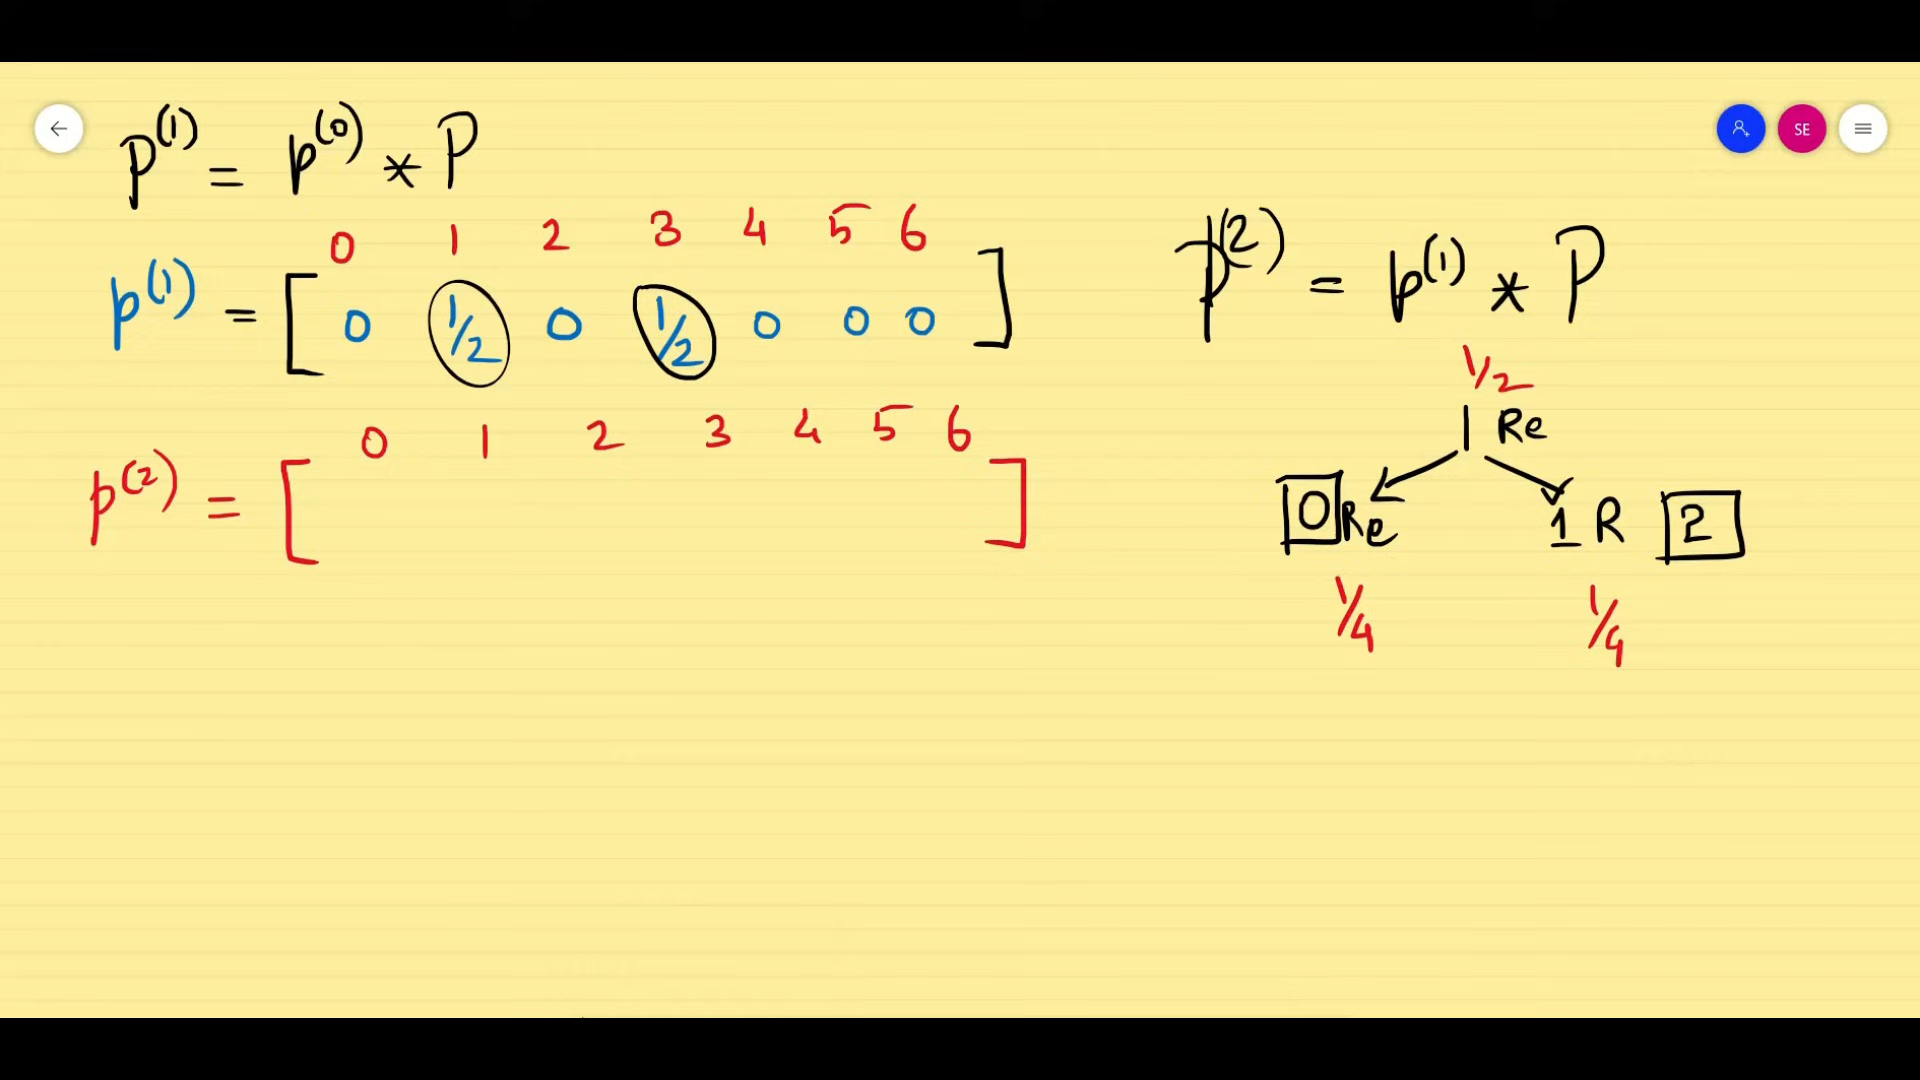 P^(1) = p^(0) * P
0 1 2 3 4 5 6
p^(1) = [ 0 1/2 0 1/2 0 0 0 ]
0 1 2 3 4 5 6
p^(2) = [ ]
SE
P^(2) = p^(1) * P
1/2
1 Re
0 Re 1 R 2
1/4 1/4